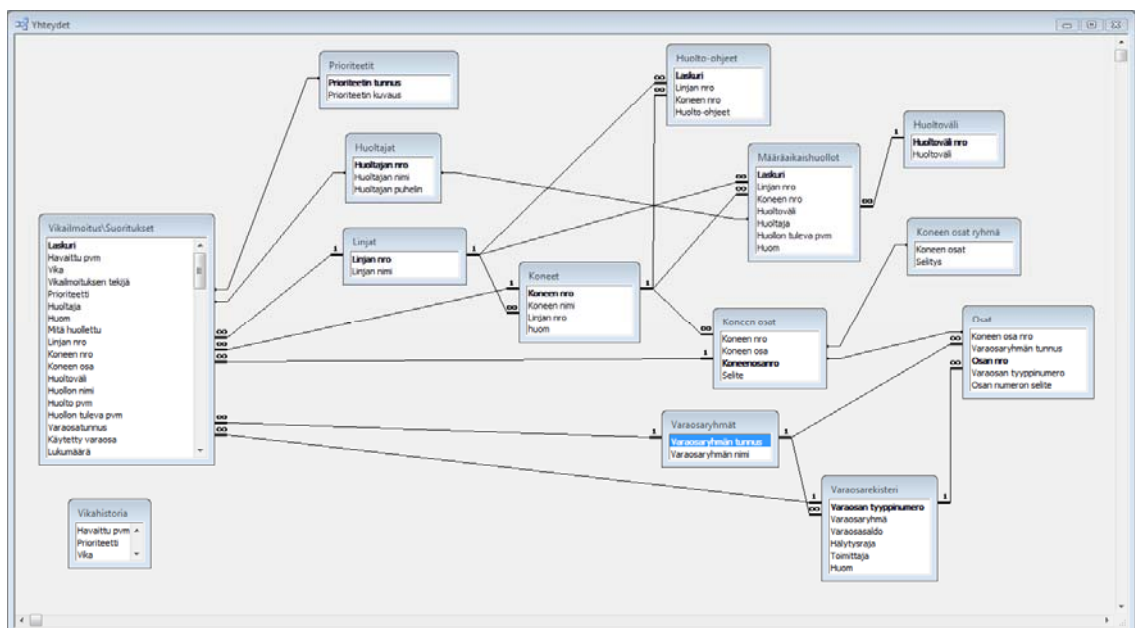 Yhteydet
Prioriteetit
Prioriteetin tunnus
Prioriteetin kuvaus
Huolto-ohjeet
Laskuri
Linjan nro
Koneen nro
Huolto-ohjeet
Huoltajat
Huoltajan nro
Huoltajan nimi
Huoltajan puhelin
Määräaikaishuollot
Laskuri
Linjan nro
Koneen nro
Huoltoväli
Huoltaja
Huollon tuleva pvm
Huom
Huoltoväli
Huoltoväli nro
Huoltoväli
Vikailmoitus\Suoritukset
Laskuri
Havaittu pvm
Vika
Vikailmoituksen tekijä
Prioriteetti
Huoltaja
Huom
Mitä huollettu
Linjan nro
Koneen nro
Koneen osa
Huoltoväli
Huollon nimi
Huolto pvm
Huollon tuleva pvm
Varaosatunnus
Käytetty varaosa
Lukumäärä
Linjat
Linjan nro
Linjan nimi
Koneet
Koneen nro
Koneen nimi
Linjan nro
huom
Koneen osat ryhmä
Koneen osat
Selitys
Koneen osat
Koneen nro
Koneen osa
Koneenosanro
Selite
Osat
Koneen osa nro
Varaosaryhmän tunnus
Osan nro
Varaosan tyyppinumero
Osan numeron selite
Varaosaryhmät
Varaosaryhmän tunnus
Varaosaryhmän nimi
Varaosarekisteri
Varaosan tyyppinumero
Varaosaryhmä
Varaosasaldo
Hälytysraja
Toimittaja
Huom
Vikahistoria
Havaittu pvm
Prioriteetti
Vika